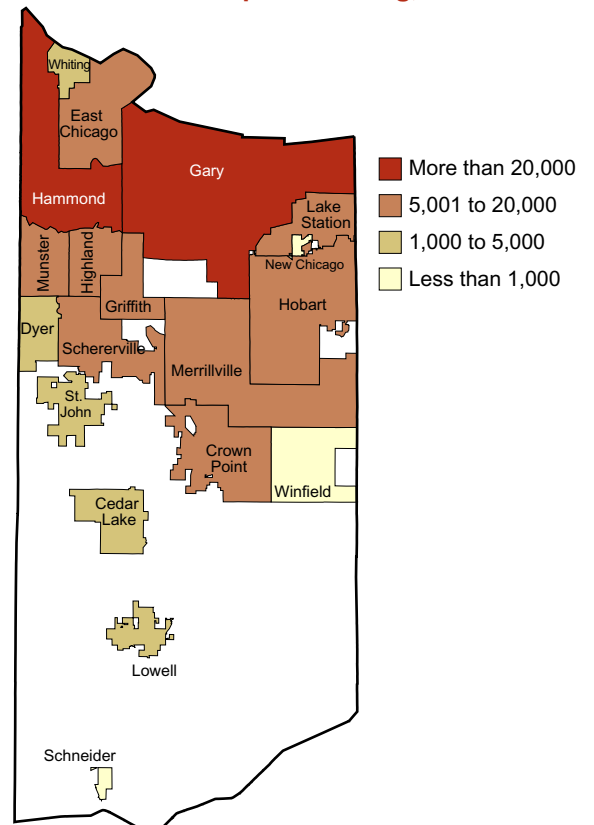 Whiting
East
Chicago
Gary
Hammond
Lake
Station
Munster
Highland
New Chicago
Griffith
Hobart
Dyer
Schererville
Merrillville
St.
John
Crown
Point
Winfield
Cedar
Lake
Lowell
Schneider
More than 20,000
5,001 to 20,000
1,000 to 5,000
Less than 1,000